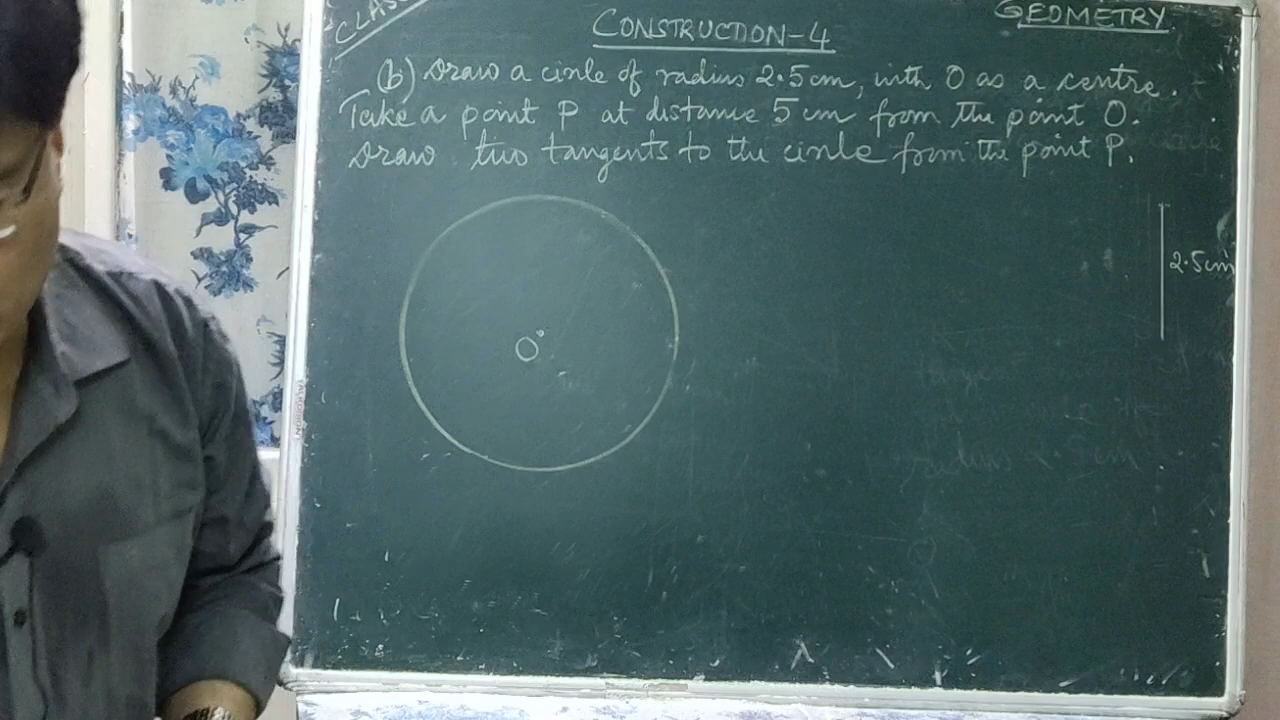 CLASS
CONSTRUCTION-4
GEOMETRY
(b) Draw a circle of radius 2.5cm, with O as a centre.
Take a point P at distance 5 cm from the point O.
Draw two tangents to the circle from the point P.
2.5cm
O